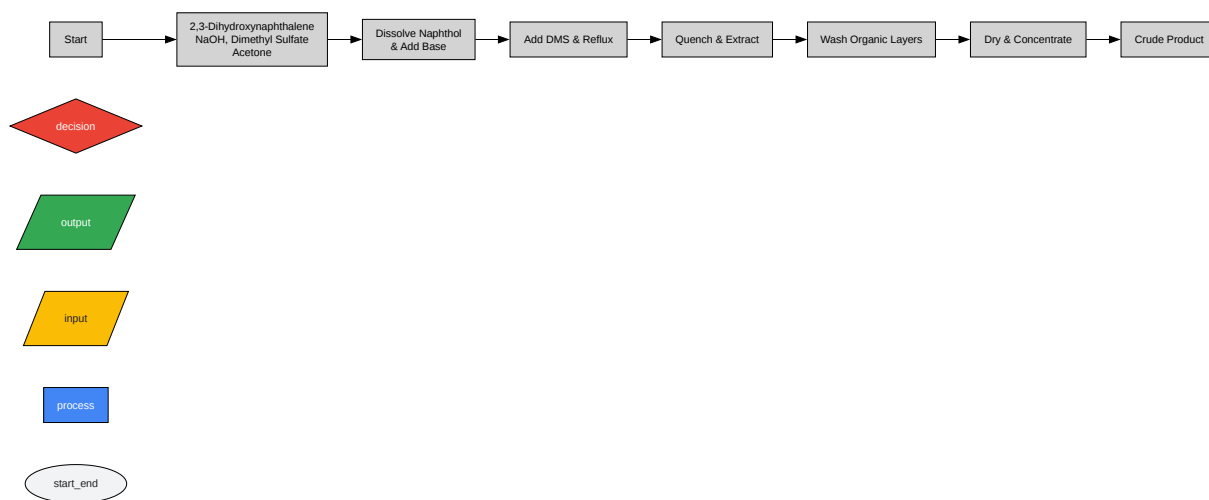 Start
2,3-Dihydroxynaphthalene
NaOH, Dimethyl Sulfate
Acetone
Dissolve Naphthol
& Add Base
Add DMS & Reflux
Quench & Extract
Wash Organic Layers
Dry & Concentrate
Crude Product
decision
output
input
process
start_end